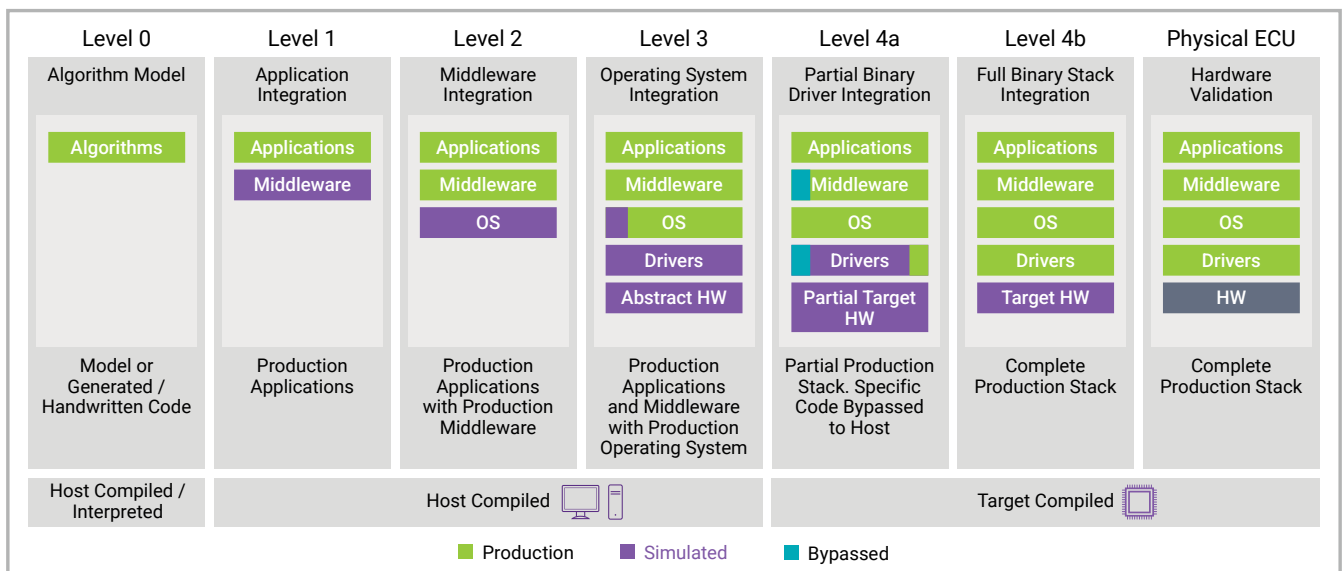 Level 0
Level 1
Level 2
Level 3
Level 4a
Level 4b
Physical ECU
Algorithm Model
Application
Integration
Middleware
Integration
Operating System
Integration
Partial Binary
Driver Integration
Full Binary Stack
Integration
Hardware
Validation
Algorithms
Applications
Middleware
Applications
Middleware
OS
Applications
Middleware
OS
Drivers
Abstract HW
Applications
Middleware
OS
Drivers
Partial Target
HW
Applications
Middleware
OS
Drivers
Target HW
Applications
Middleware
OS
Drivers
HW
Model or
Generated /
Handwritten Code
Production
Applications
Production
Applications
with Production
Middleware
Production
Applications
and Middleware
with Production
Operating System
Partial Production
Stack. Specific
Code Bypassed
to Host
Complete
Production Stack
Complete
Production Stack
Host Compiled /
Interpreted
Host Compiled
Target Compiled
Production
Simulated
Bypassed